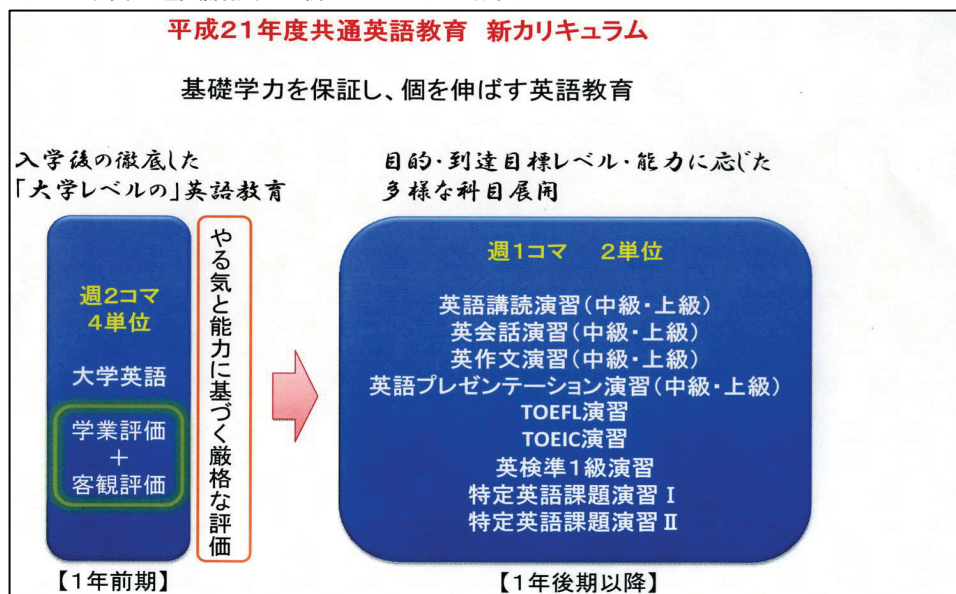 平成21年度共通英語教育 新カリキュラム
基礎学力を保証し、個を伸ばす英語教育
入学後の徹底した
「大学レベルの」英語教育
週2コマ
4単位
大学英語
学業評価
+
客観評価
【1年前期】
やる気と能力に基づく厳格な評価
目的・到達目標レベル・能力に応じた
多様な科目展開
週1コマ 2単位
英語講読演習(中級・上級)
英会話演習(中級・上級)
英作文演習(中級・上級)
英語プレゼンテーション演習(中級・上級)
TOEFL演習
TOEIC演習
英検準1級演習
特定英語課題演習Ⅰ
特定英語課題演習Ⅱ
【1年後期以降】